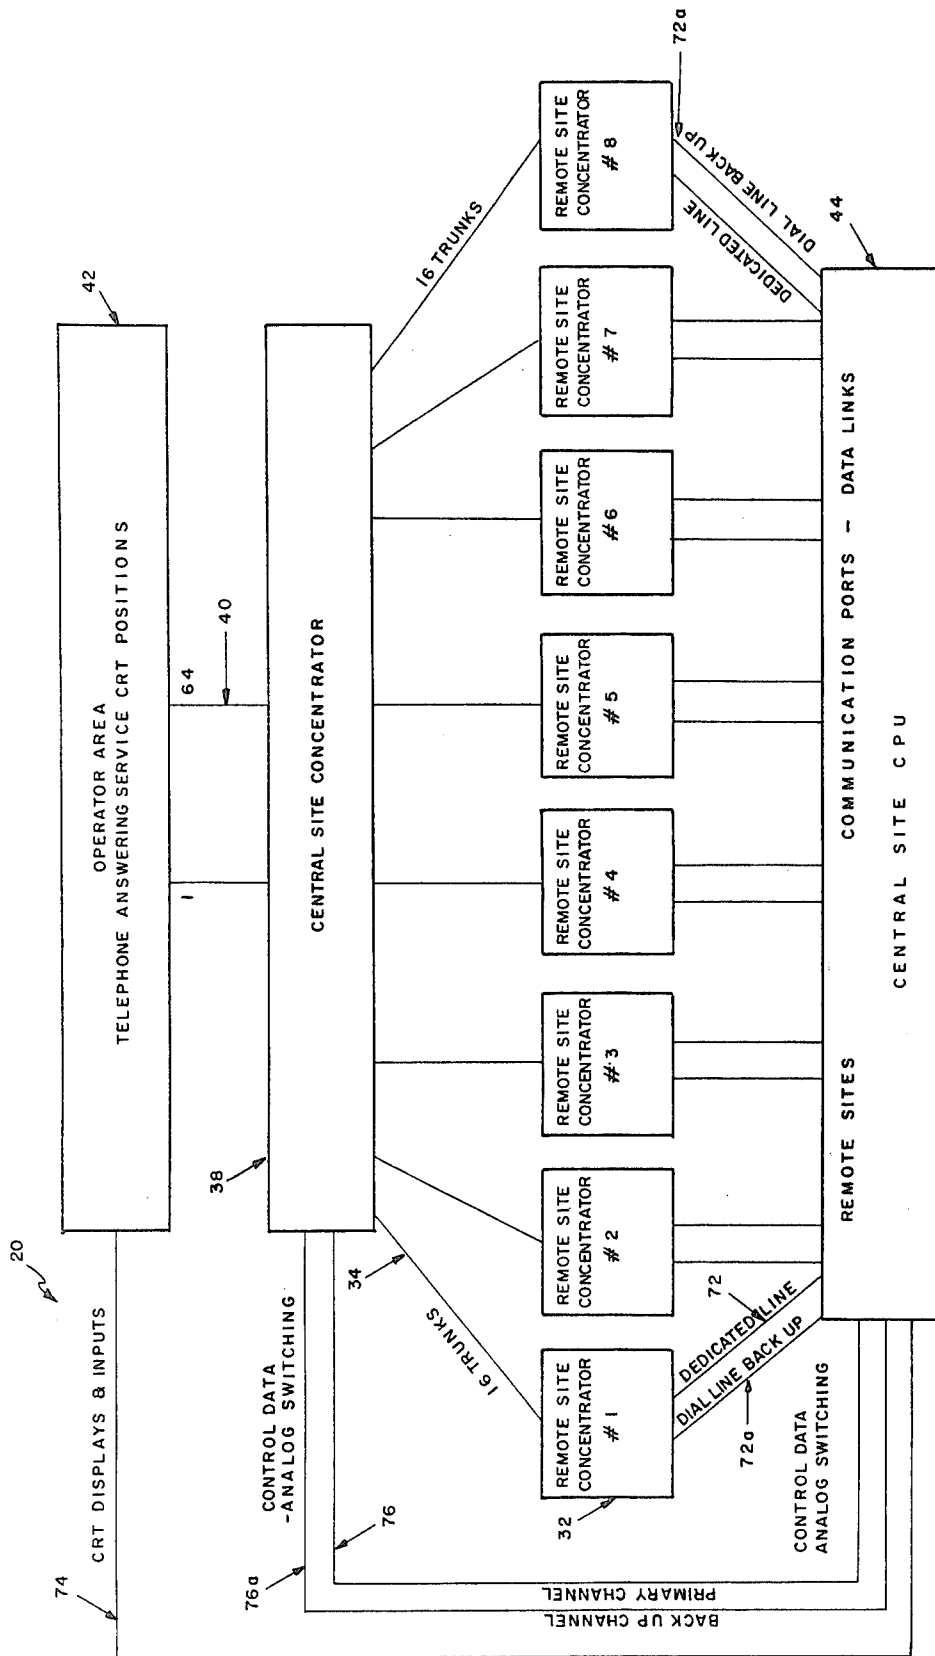 20
74
CRT DISPLAYS & INPUTS
OPERATOR AREA
TELEPHONE ANSWERING SERVICE CRT POSITIONS
42
1
64
40
38
CENTRAL SITE CONCENTRATOR
CONTROL DATA
-ANALOG SWITCHING
76a
76
34
16 TRUNKS
16 TRUNKS
32
REMOTE SITE
CONCENTRATOR
#1
REMOTE SITE
CONCENTRATOR
#2
REMOTE SITE
CONCENTRATOR
#3
REMOTE SITE
CONCENTRATOR
#4
REMOTE SITE
CONCENTRATOR
#5
REMOTE SITE
CONCENTRATOR
#6
REMOTE SITE
CONCENTRATOR
#7
REMOTE SITE
CONCENTRATOR
#8
72
DEDICATED LINE
DIAL LINE BACK UP
72a
DEDICATED LINE
DIAL LINE BACK UP
72a
PRIMARY CHANNEL
BACK UP CHANNEL
CONTROL DATA
ANALOG SWITCHING
44
REMOTE SITES
COMMUNICATION PORTS - DATA LINKS
CENTRAL SITE CPU